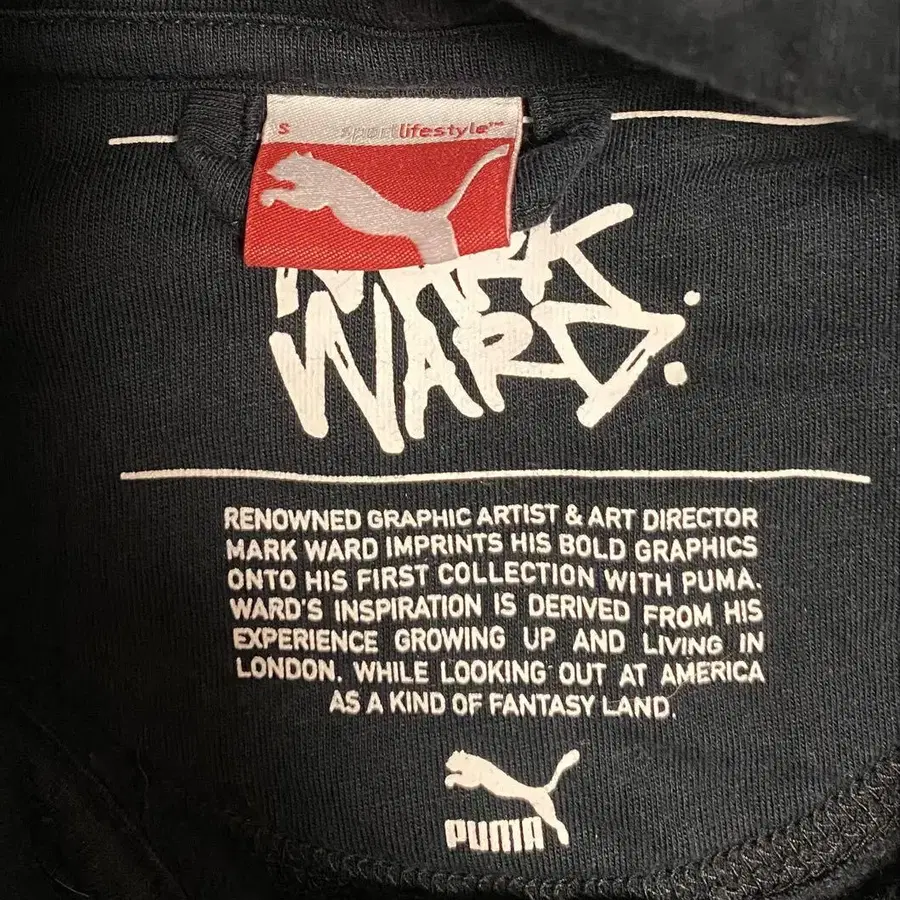 S sportlifestyle™
MARK
WARD:
RENOWNED GRAPHIC ARTIST & ART DIRECTOR
MARK WARD IMPRINTS HIS BOLD GRAPHICS
ONTO HIS FIRST COLLECTION WITH PUMA.
WARD'S INSPIRATION IS DERIVED FROM HIS
EXPERIENCE GROWING UP AND LIVING IN
LONDON. WHILE LOOKING OUT AT AMERICA
AS A KIND OF FANTASY LAND.
PUMA